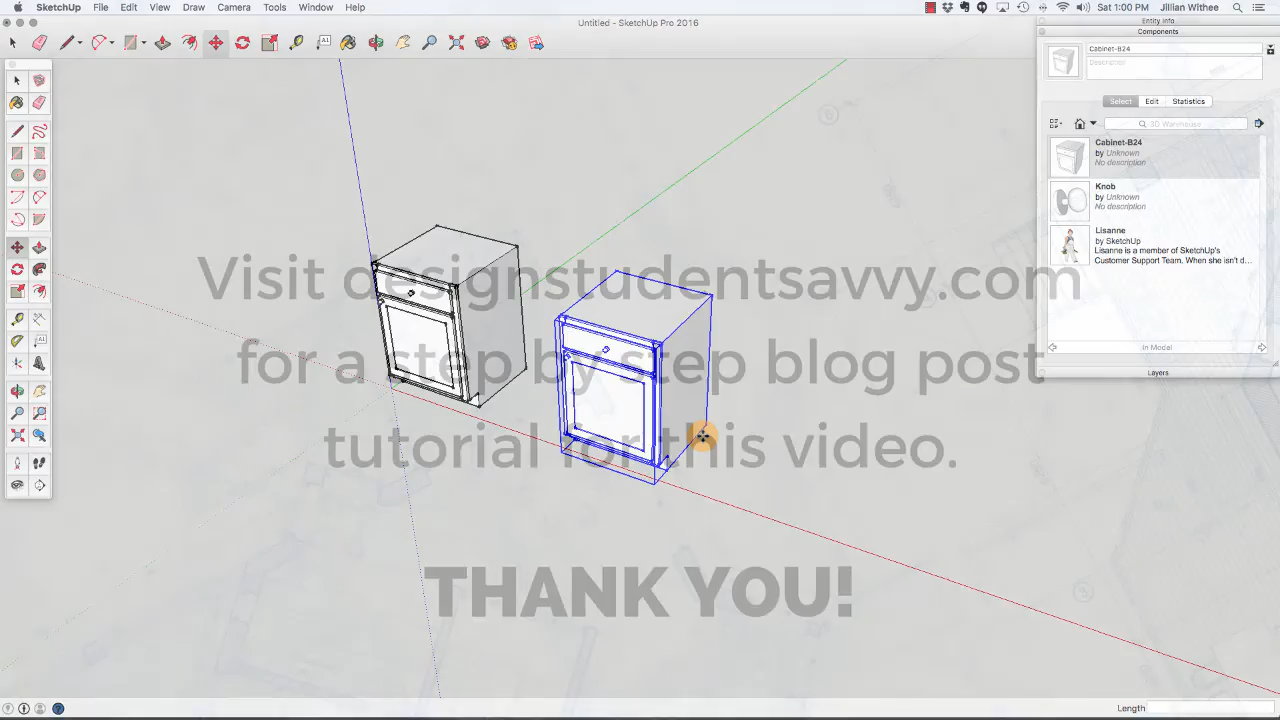 SketchUp File Edit View Draw Camera Tools Window Help
Sat 1:00 PM Jillian Withee
Untitled - SketchUp Pro 2016
Entity Info
Components
Cabinet-B24
Description
Select Edit Statistics
3D Warehouse
Cabinet-B24
by Unknown
No description
Knob
by Unknown
No description
Lisanne
by SketchUp
Lisanne is a member of SketchUp's
Customer Support Team. When she isn't d...
In Model
Layers
Visit designstudentsavvy.com
for a step by step blog post
tutorial for this video.
THANK YOU!
Length